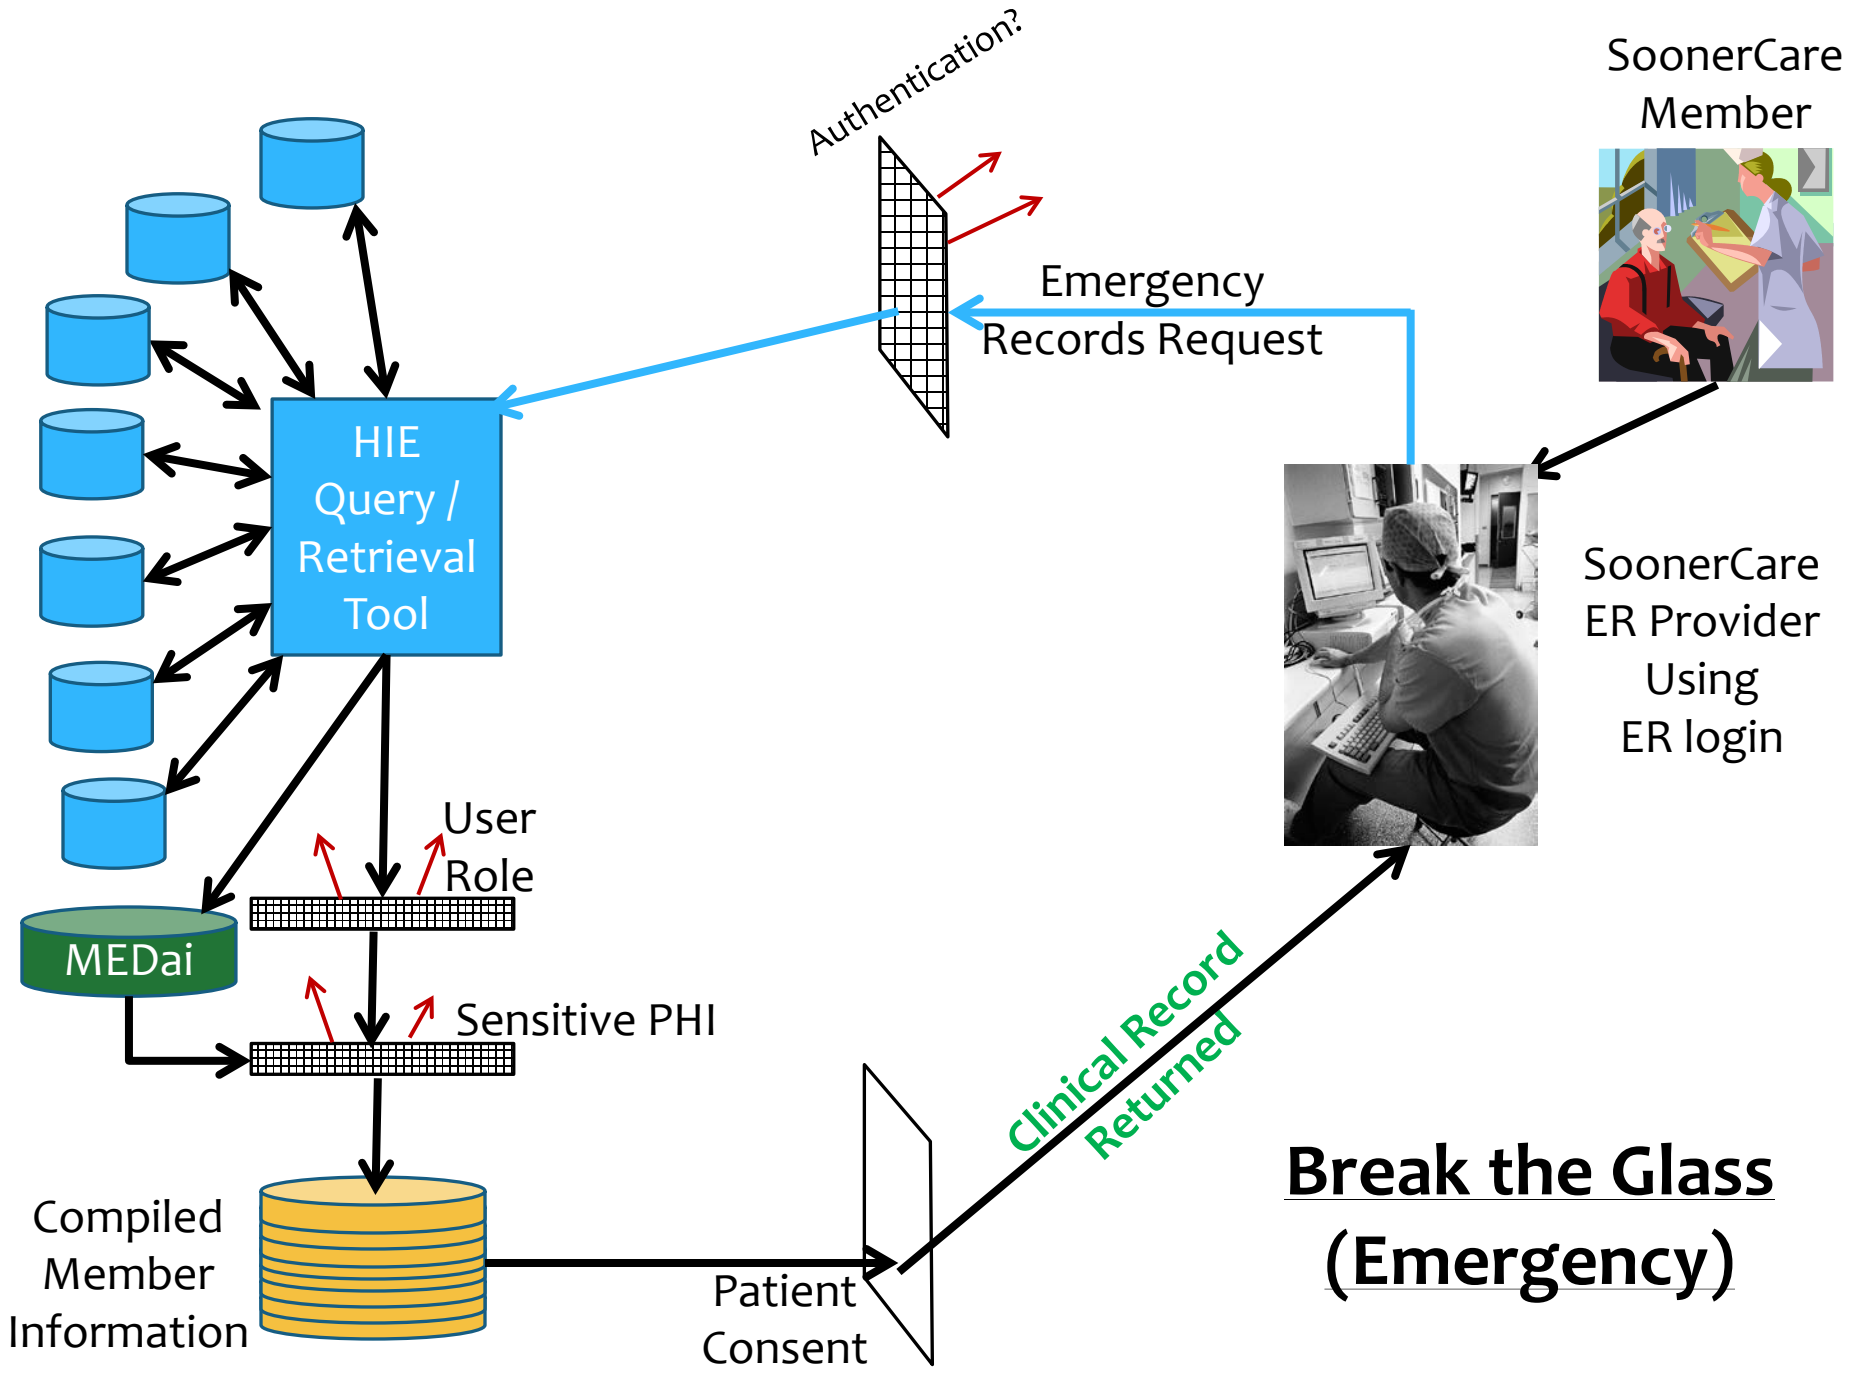 Authentication?
SoonerCare
Member
Emergency
Records Request
HIE
Query /
Retrieval
Tool
SoonerCare
ER Provider
Using
ER login
User
Role
MEDai
Sensitive PHI
Clinical Record
Returned
Compiled
Member
Information
Patient
Consent
Break the Glass
(Emergency)